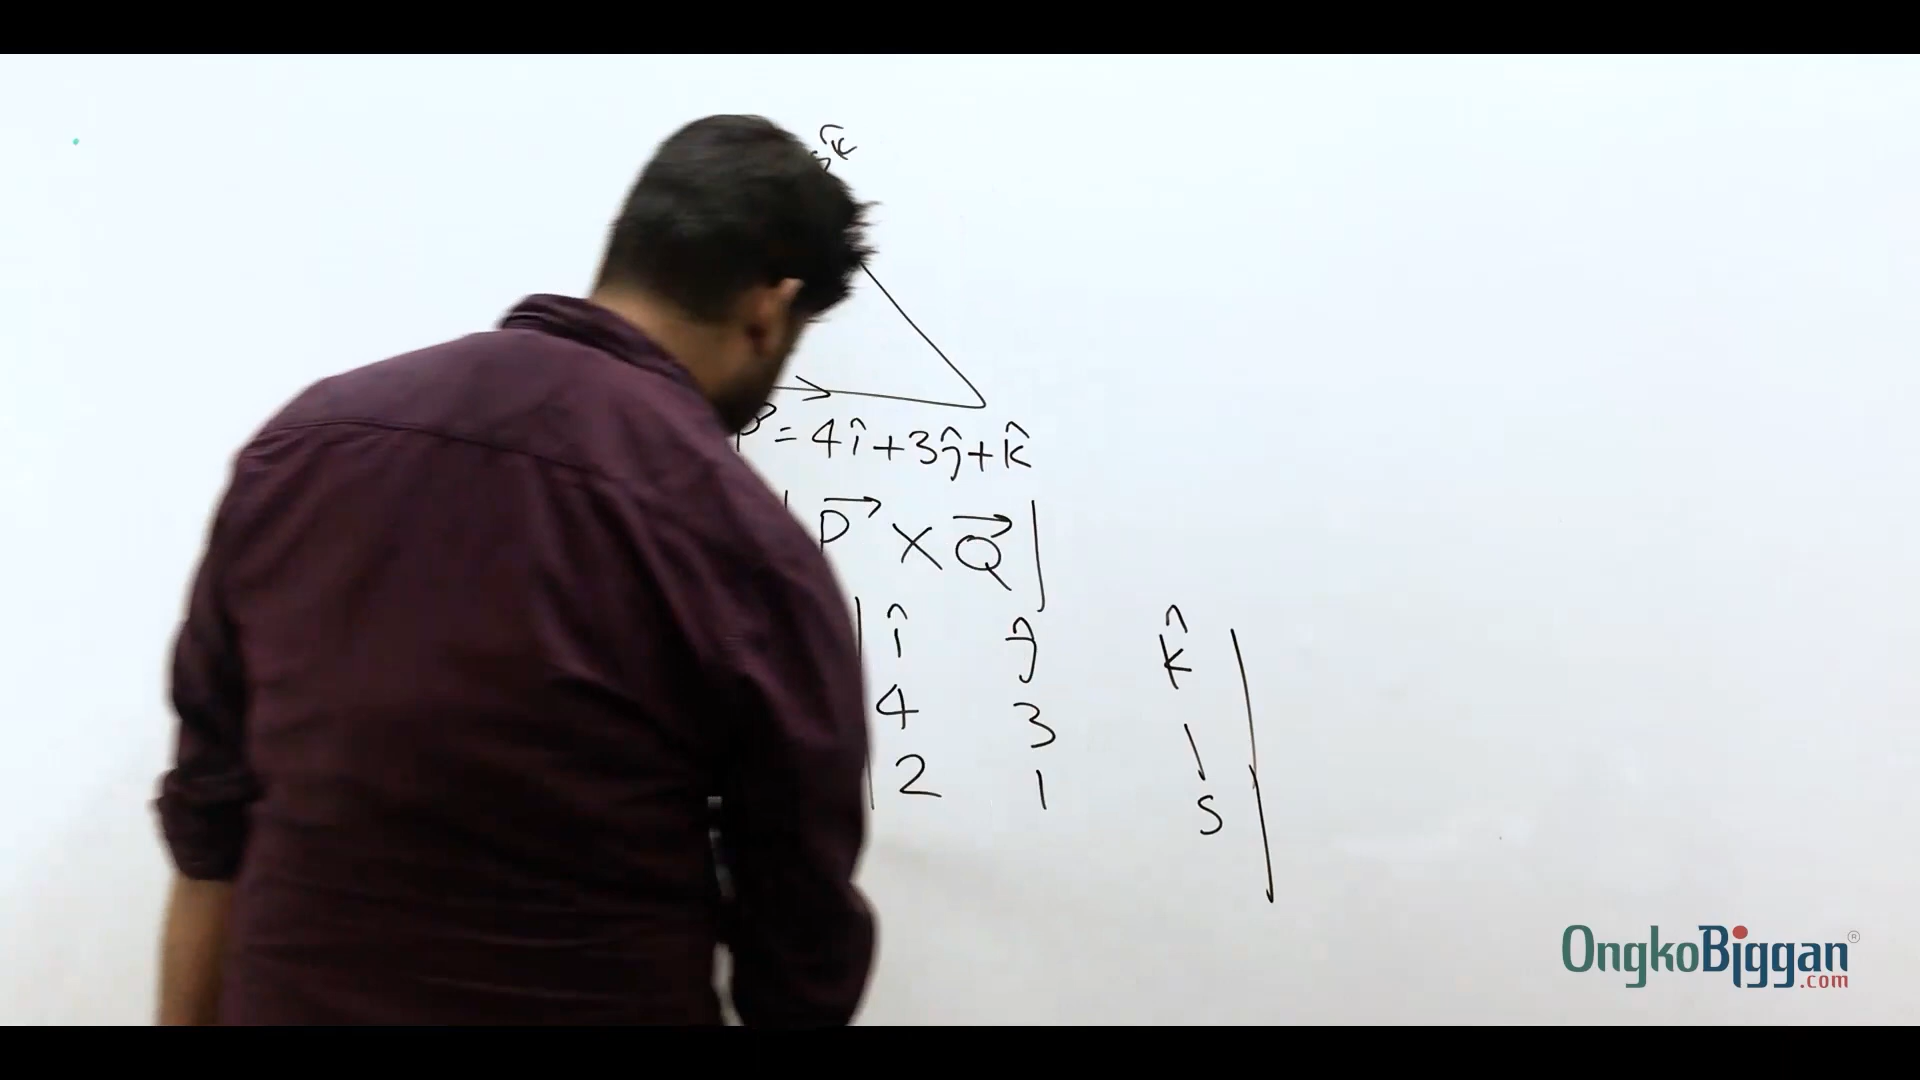 k̂
P = 4î+3ĵ+k̂
|P⃗ × Q⃗|
î ĵ k̂
4 3 1
2 1 5
OngkoBiggan®
.com